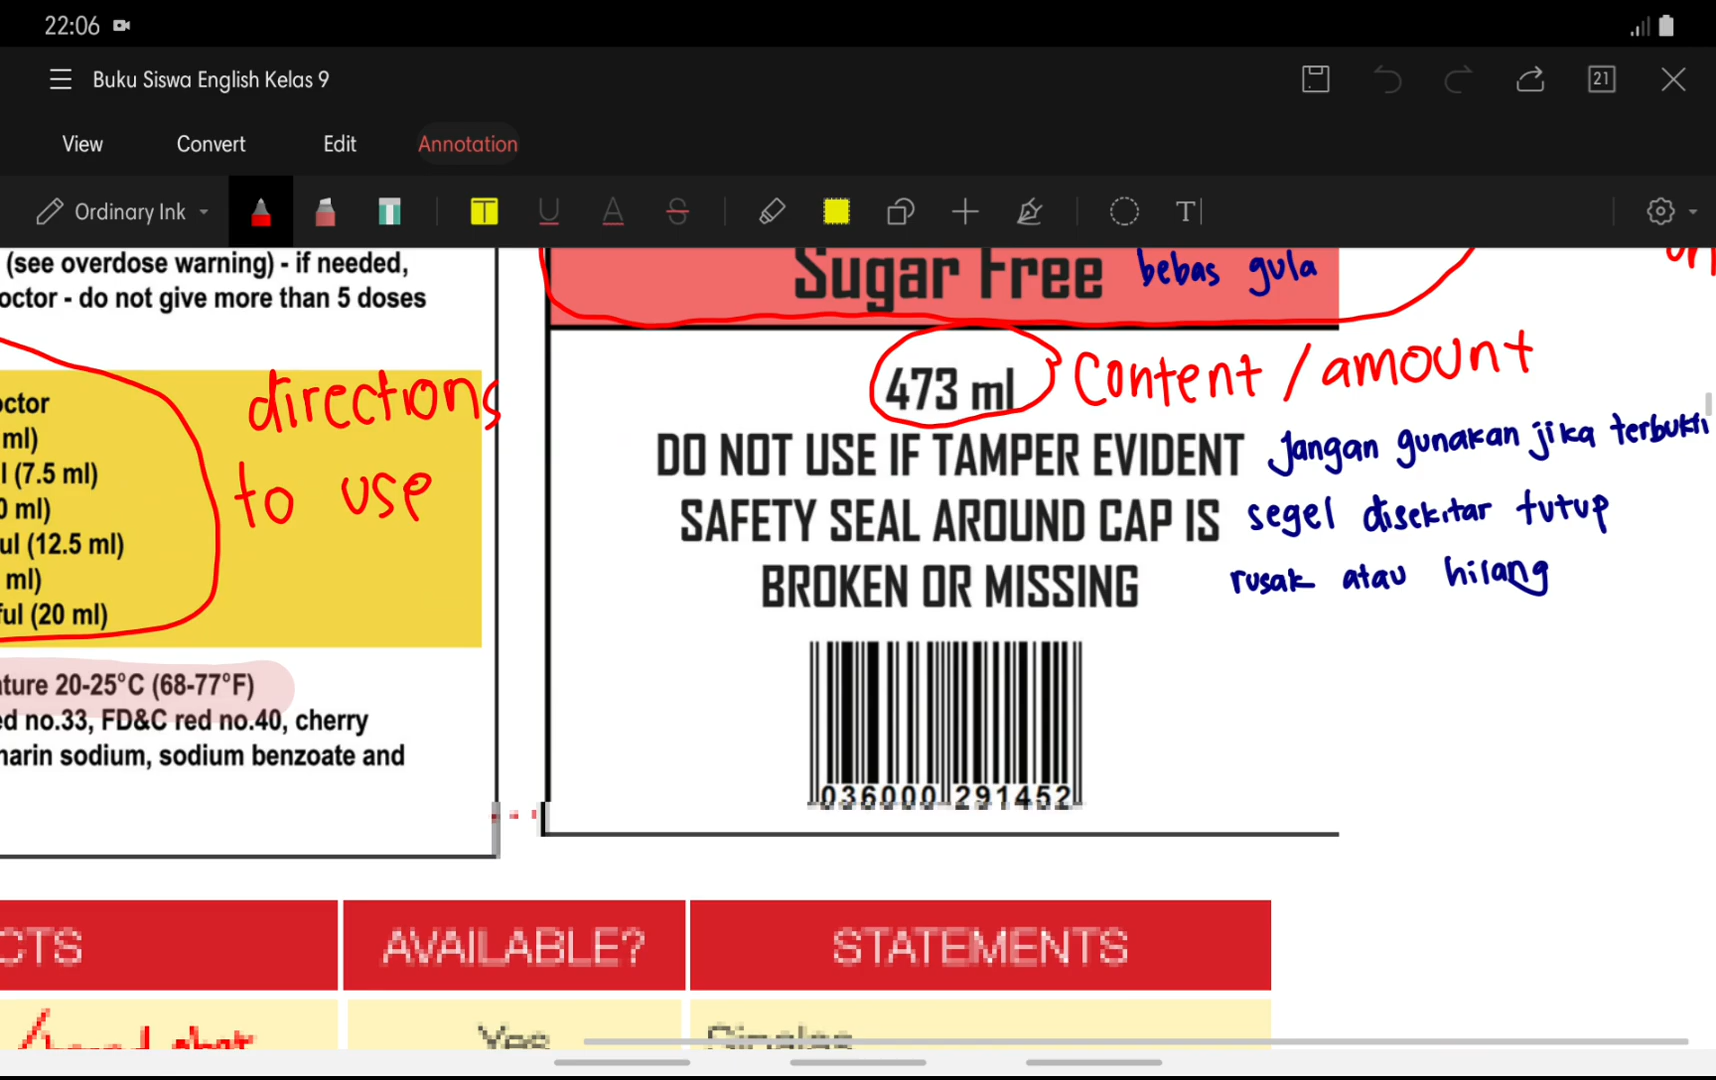 22:06
Buku Siswa English Kelas 9
21
View Convert Edit Annotation
Ordinary Ink
(see overdose warning) - if needed,
octor - do not give more than 5 doses
octor
ml)
l (7.5 ml)
0 ml)
ul (12.5 ml)
ml)
ful (20 ml)
directions
to use
ature 20-25°C (68-77°F)
ed no.33, FD&C red no.40, cherry
harin sodium, sodium benzoate and
Sugar Free bebas gula
473 ml Content / amount
DO NOT USE IF TAMPER EVIDENT jangan gunakan jika terbukti
SAFETY SEAL AROUND CAP IS segel disekitar tutup
BROKEN OR MISSING rusak atau hilang
036000 291452
CTS AVAILABLE? STATEMENTS
Yes